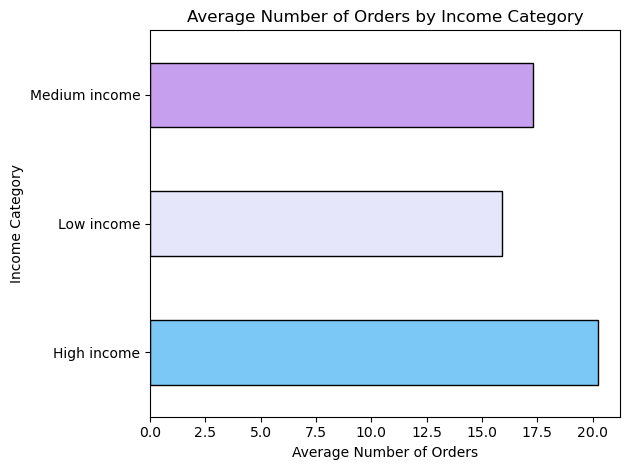 Average Number of Orders by Income Category
Medium income
Low income
High income
Income Category
0.0 2.5 5.0 7.5 10.0 12.5 15.0 17.5 20.0
Average Number of Orders